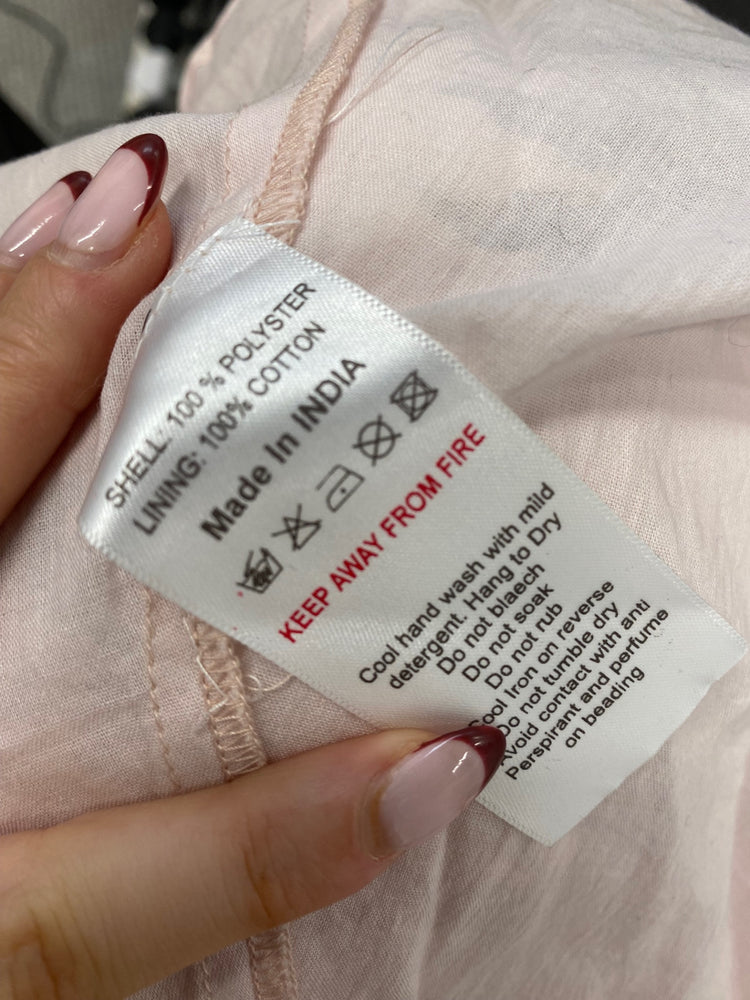 SHELL: 100 % POLYSTER
LINING: 100% COTTON
Made In INDIA
KEEP AWAY FROM FIRE
Cool hand wash with mild
detergent. Hang to Dry
Do not blaech
Do not soak
Do not rub
Cool Iron on reverse
Do not tumble dry
Avoid contact with anti
Perspirant and perfume
on beading